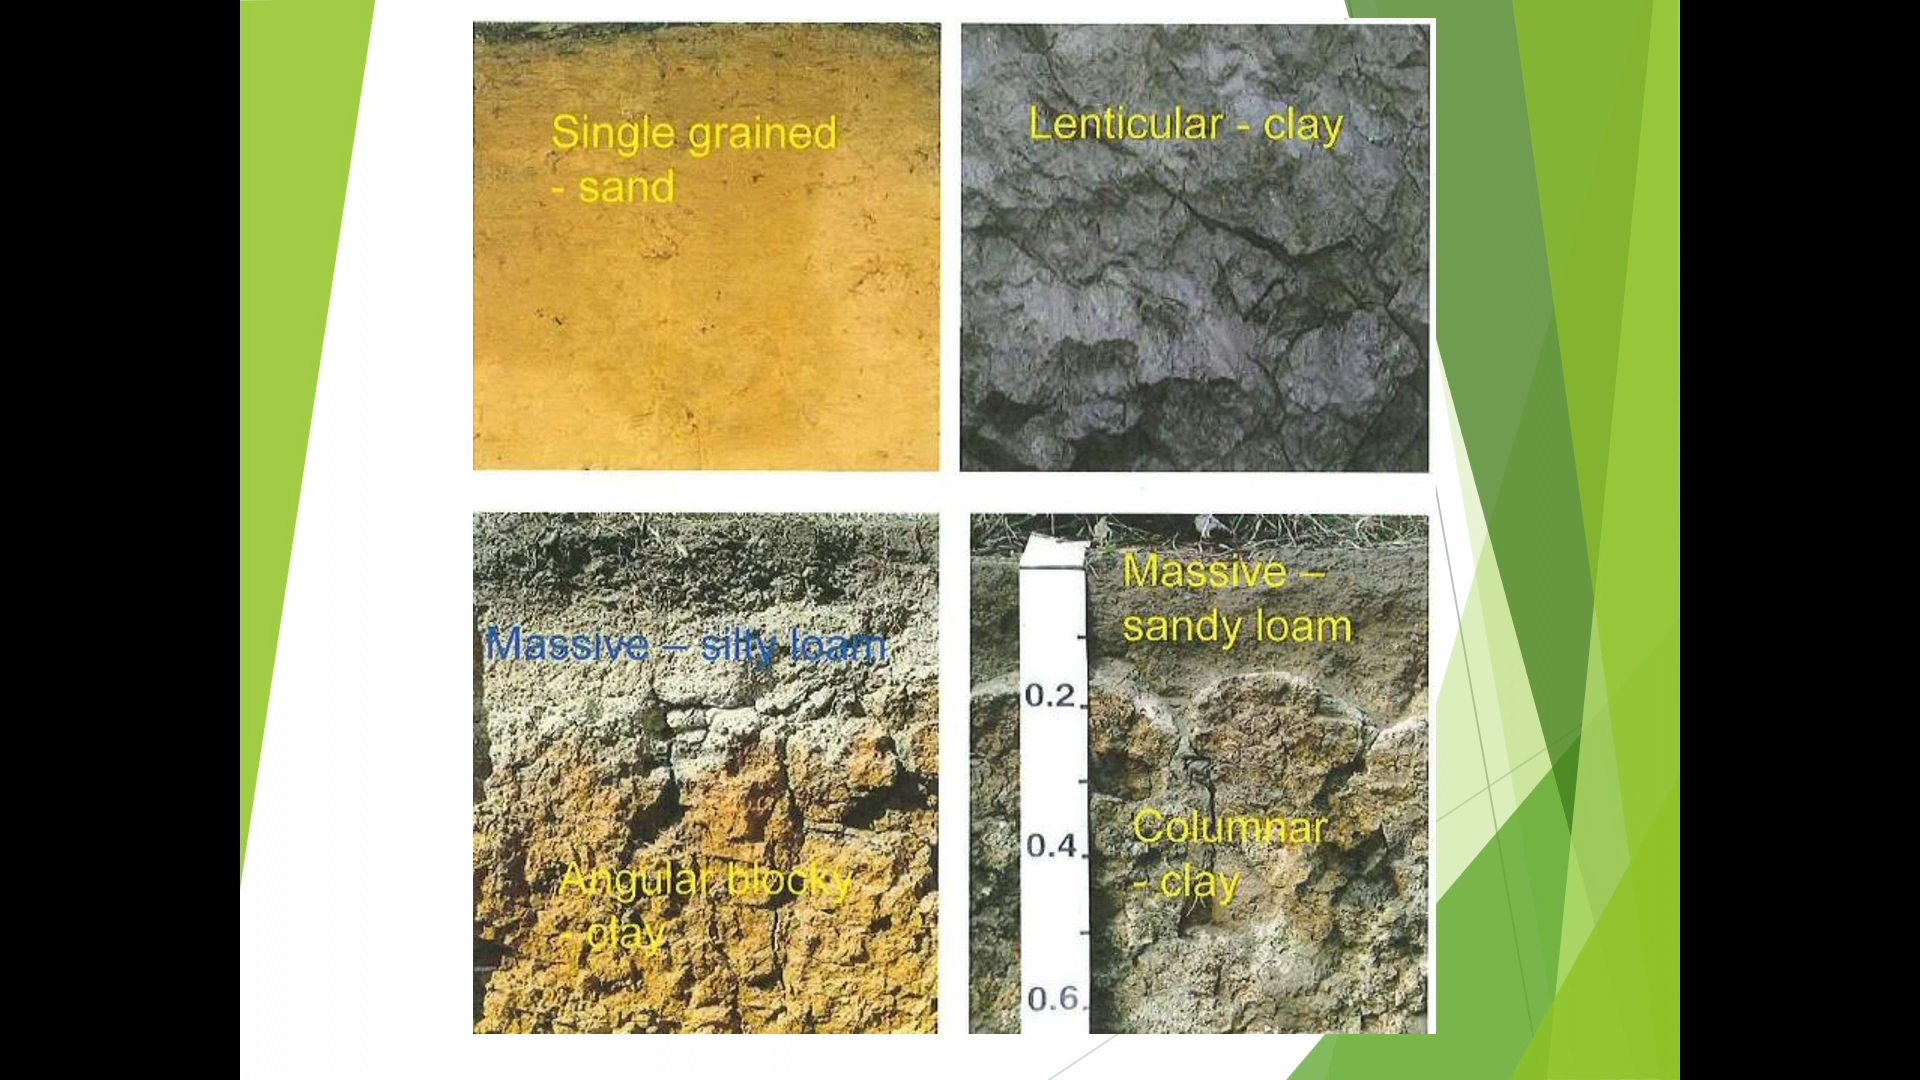 Single grained
- sand
Lenticular - clay
Massive – silty loam
Angular blocky
- clay
Massive –
sandy loam
0.2
0.4
Columnar
- clay
0.6